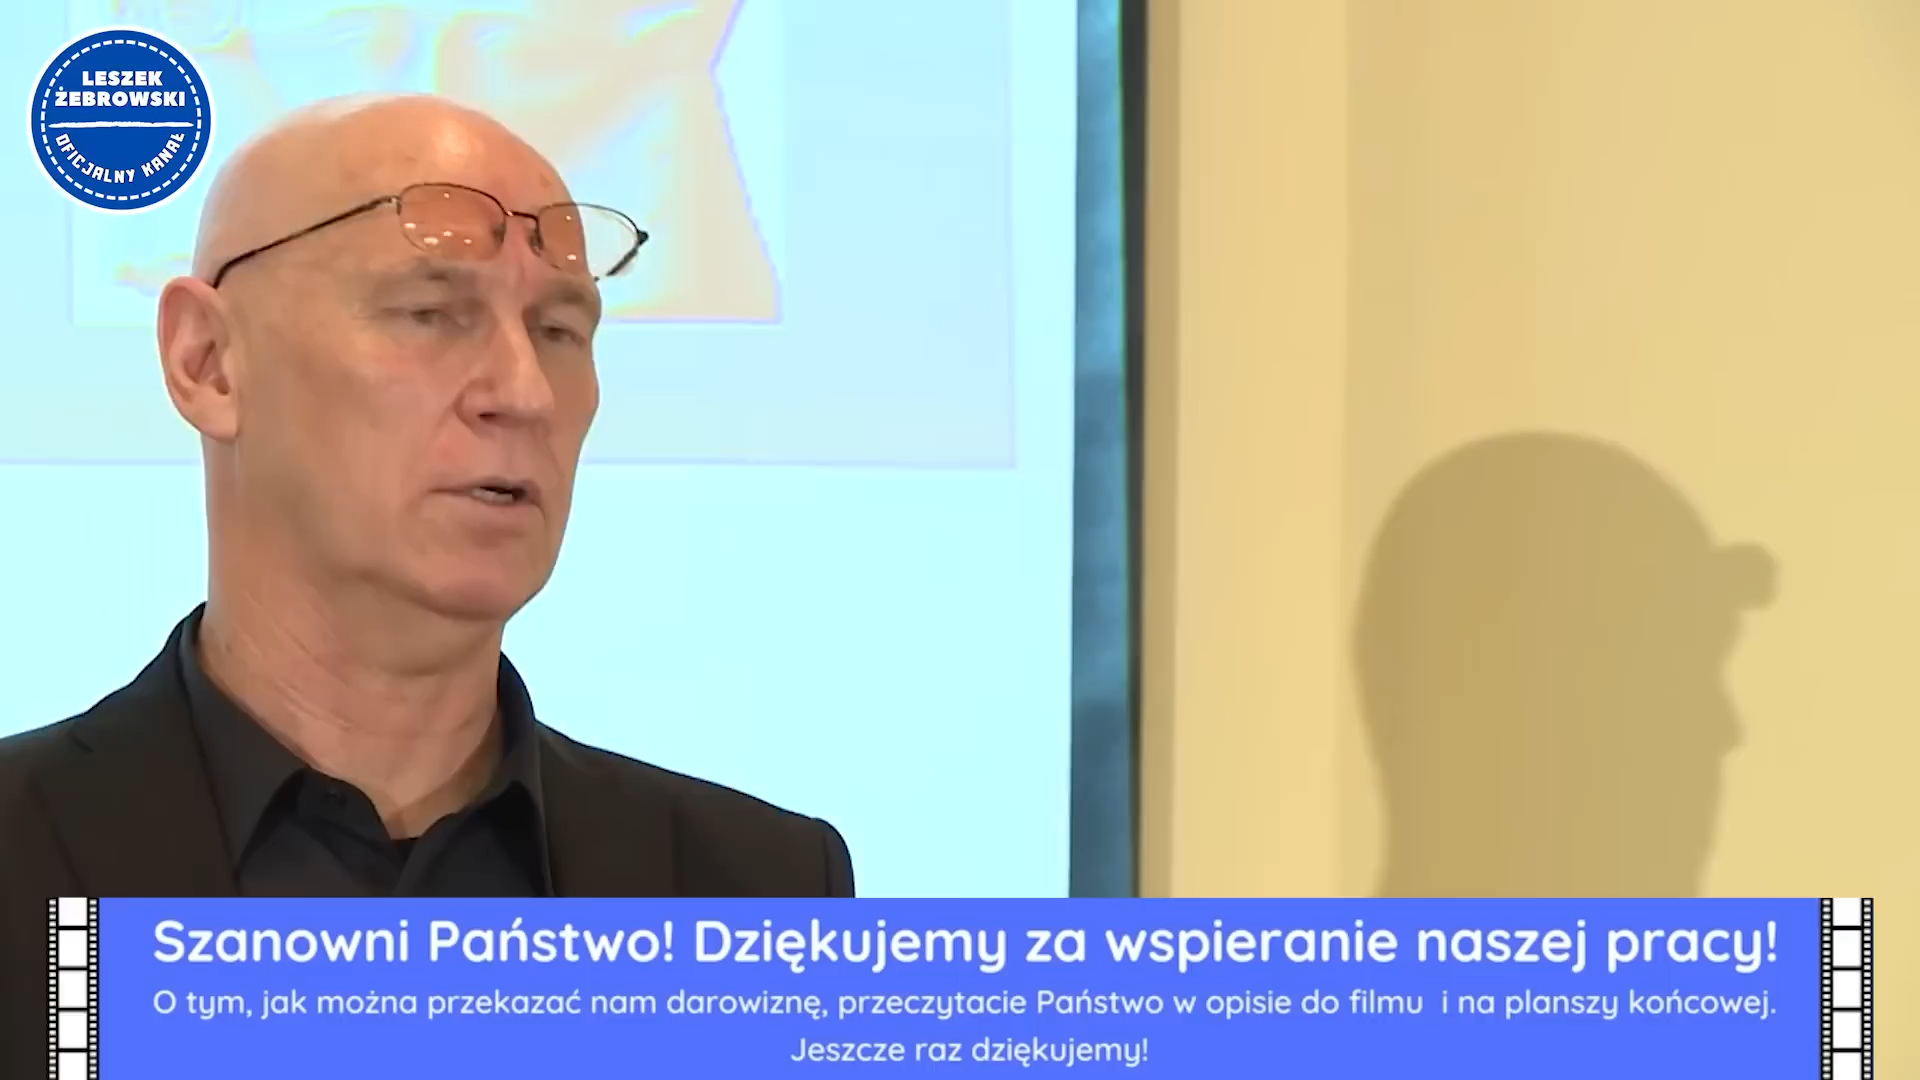 LESZEK
ŻEBROWSKI
OFICJALNY KANAŁ
Szanowni Państwo! Dziękujemy za wspieranie naszej pracy!
O tym, jak można przekazać nam darowiznę, przeczytacie Państwo w opisie do filmu i na planszy końcowej.
Jeszcze raz dziękujemy!